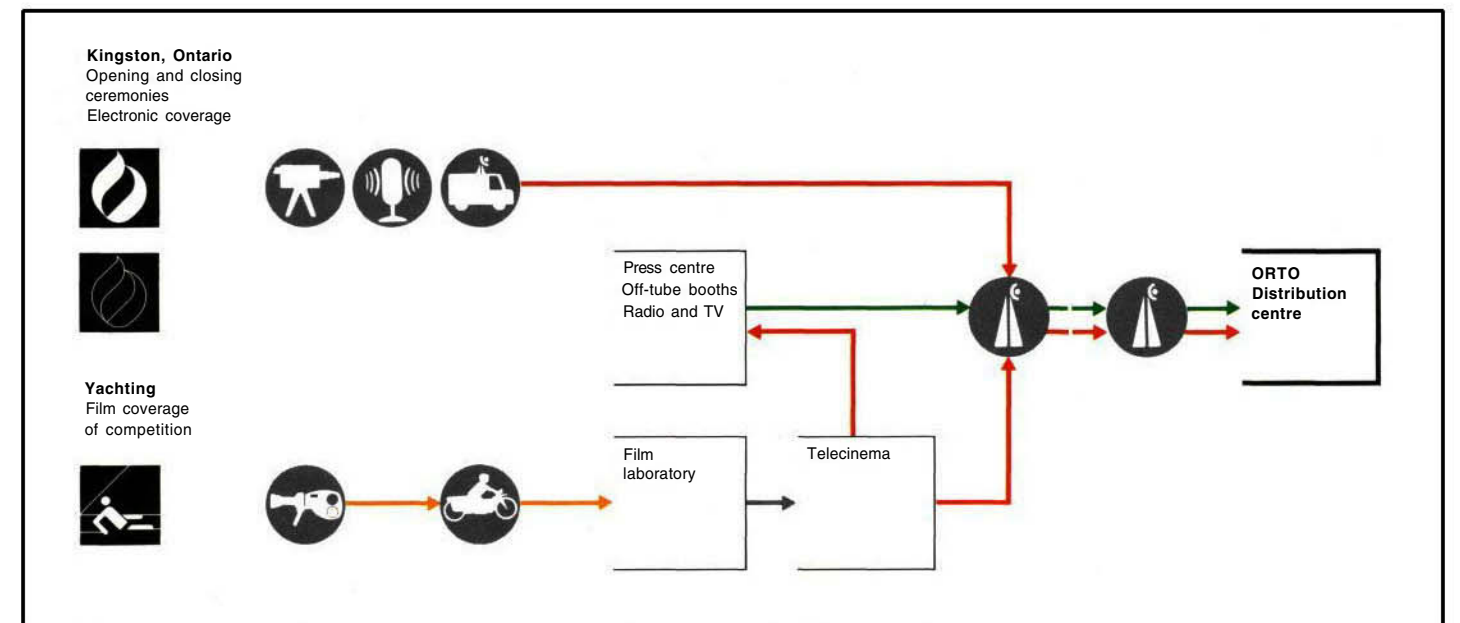 Kingston, Ontario
Opening and closing
ceremonies
Electronic coverage
Press centre
Off-tube booths
Radio and TV
ORTO
Distribution
centre
Yachting
Film coverage
of competition
Film
laboratory
Telecinema